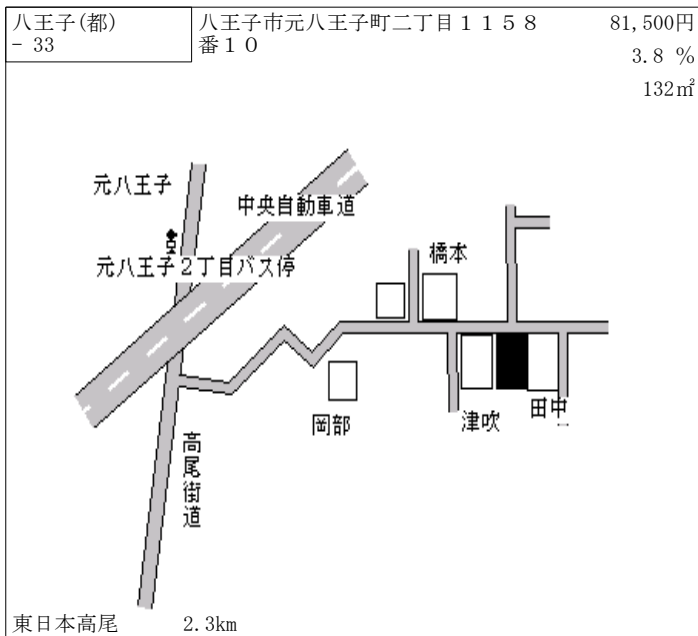 八王子(都)
- 33
八王子市元八王子町二丁目１１５８
番１０
81,500円
3.8 %
132㎡
元八王子
中央自動車道
元八王子２丁目バス停
橋本
岡部
津吹
田中
高尾街道
東日本高尾 2.3km